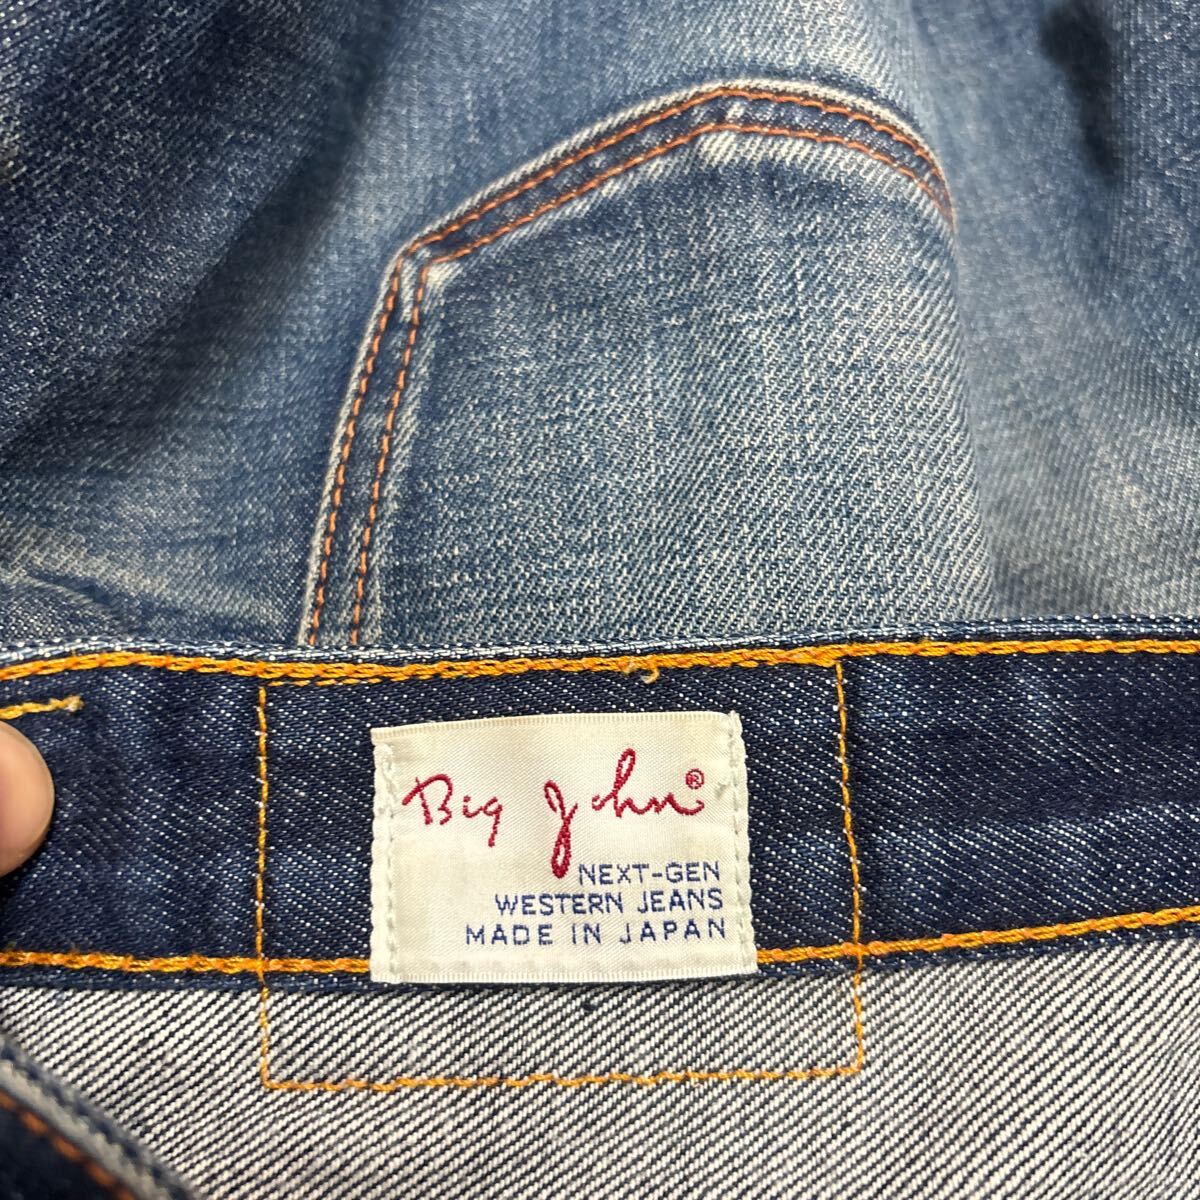 Big John®
NEXT-GEN
WESTERN JEANS
MADE IN JAPAN